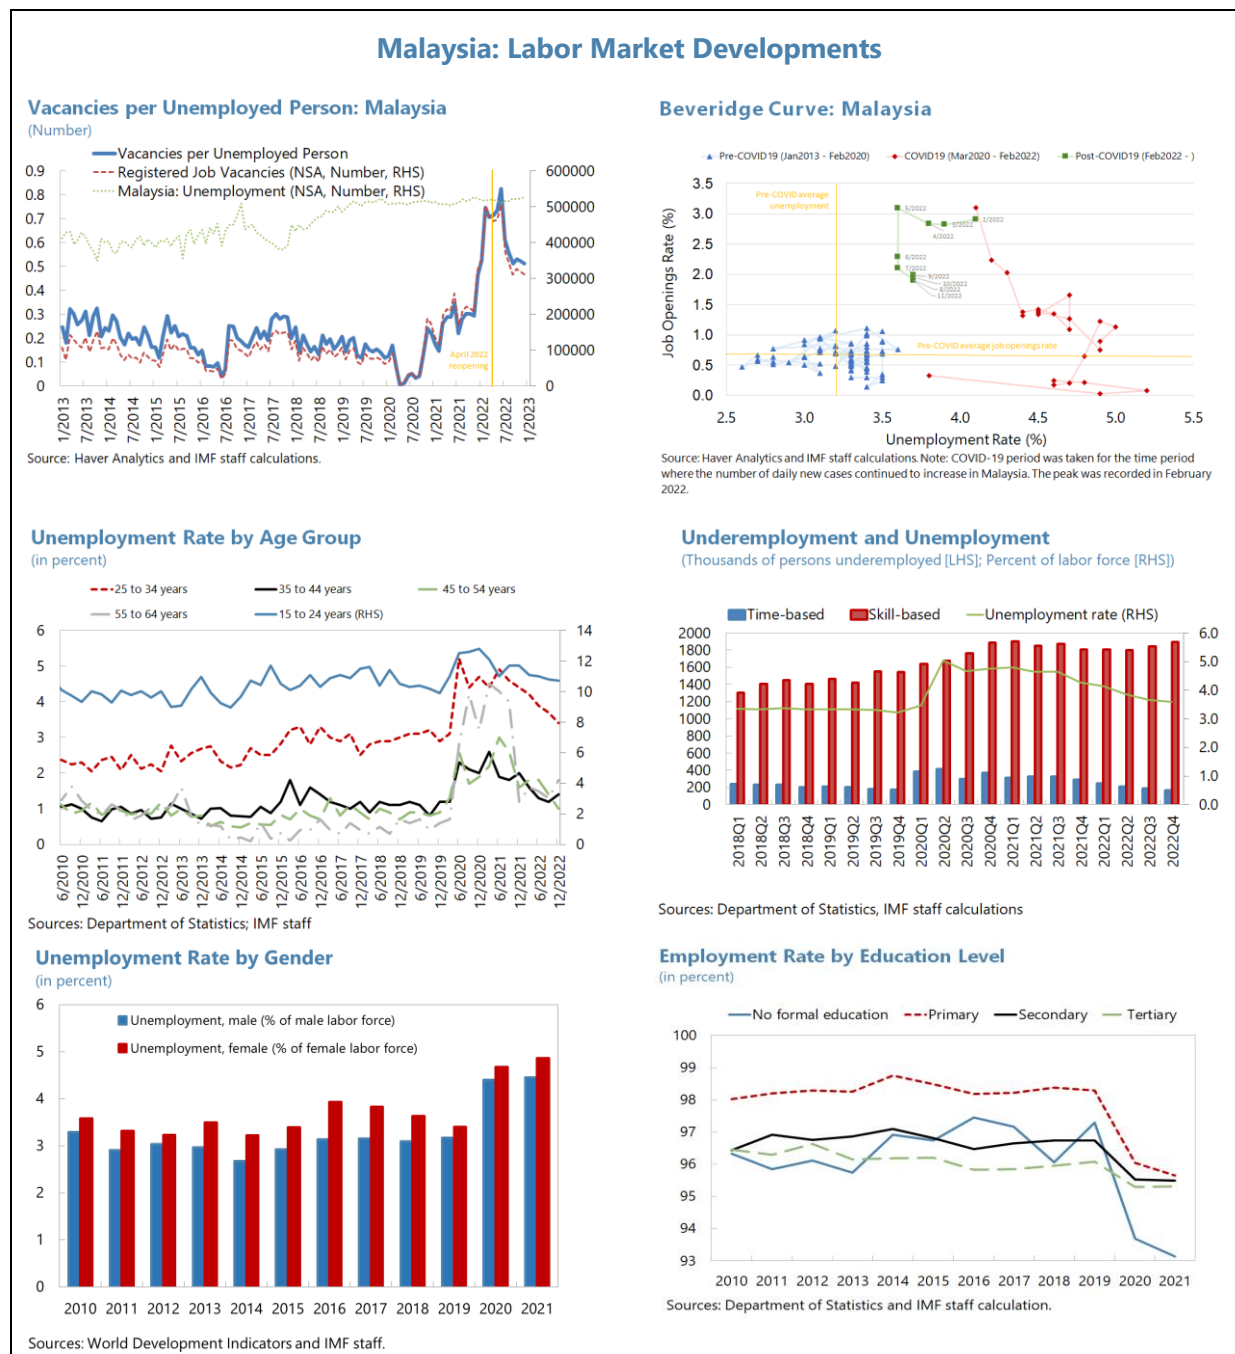 Malaysia: Labor Market Developments
Vacancies per Unemployed Person: Malaysia
(Number)
Vacancies per Unemployed Person
Registered Job Vacancies (NSA, Number, RHS)
Malaysia: Unemployment (NSA, Number, RHS)
0.9
0.8
0.7
0.6
0.5
0.4
0.3
0.2
0.1
0
600000
500000
400000
300000
200000
100000
0
April 2022
reopening
1/2013
7/2013
1/2014
7/2014
1/2015
7/2015
1/2016
7/2016
1/2017
7/2017
1/2018
7/2018
1/2019
7/2019
1/2020
7/2020
1/2021
7/2021
1/2022
7/2022
1/2023
Source: Haver Analytics and IMF staff calculations.
Beveridge Curve: Malaysia
Pre-COVID19 (Jan2013 - Feb2020)
COVID19 (Mar2020 - Feb2022)
Post-COVID19 (Feb2022 - )
Job Openings Rate (%)
3.5
3.0
2.5
2.0
1.5
1.0
0.5
0.0
Pre-COVID average
unemployment
5/2022
4/2022
3/2022
2/2022
6/2022
7/2022
9/2022
10/2022
8/2022
11/2022
Pre-COVID average job openings rate
2.5 3.0 3.5 4.0 4.5 5.0 5.5
Unemployment Rate (%)
Source: Haver Analytics and IMF staff calculations. Note: COVID-19 period was taken for the time period
where the number of daily new cases continued to increase in Malaysia. The peak was recorded in February
2022.
Unemployment Rate by Age Group
(in percent)
25 to 34 years
35 to 44 years
45 to 54 years
55 to 64 years
15 to 24 years (RHS)
6
5
4
3
2
1
0
14
12
10
8
6
4
2
0
6/2010
12/2010
6/2011
12/2011
6/2012
12/2012
6/2013
12/2013
6/2014
12/2014
6/2015
12/2015
6/2016
12/2016
6/2017
12/2017
6/2018
12/2018
6/2019
12/2019
6/2020
12/2020
6/2021
12/2021
6/2022
12/2022
Sources: Department of Statistics; IMF staff
Underemployment and Unemployment
(Thousands of persons underemployed [LHS]; Percent of labor force [RHS])
Time-based
Skill-based
Unemployment rate (RHS)
2000
1800
1600
1400
1200
1000
800
600
400
200
0
6.0
5.0
4.0
3.0
2.0
1.0
0.0
2018Q1
2018Q2
2018Q3
2018Q4
2019Q1
2019Q2
2019Q3
2019Q4
2020Q1
2020Q2
2020Q3
2020Q4
2021Q1
2021Q2
2021Q3
2021Q4
2022Q1
2022Q2
2022Q3
2022Q4
Sources: Department of Statistics, IMF staff calculations
Unemployment Rate by Gender
(in percent)
Unemployment, male (% of male labor force)
Unemployment, female (% of female labor force)
6
5
4
3
2
1
0
2010 2011 2012 2013 2014 2015 2016 2017 2018 2019 2020 2021
Sources: World Development Indicators and IMF staff.
Employment Rate by Education Level
(in percent)
No formal education
Primary
Secondary
Tertiary
100
99
98
97
96
95
94
93
2010 2011 2012 2013 2014 2015 2016 2017 2018 2019 2020 2021
Sources: Department of Statistics and IMF staff calculation.